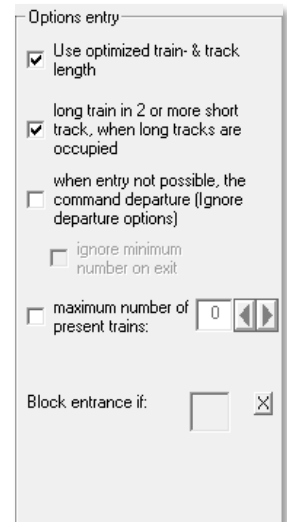 Options entry
Use optimized train- & track
length
long train in 2 or more short
track, when long tracks are
occupied
when entry not possible, the
command departure (Ignore
departure options)
ignore minimum
number on exit
maximum number of
present trains:
0
Block entrance if:
X